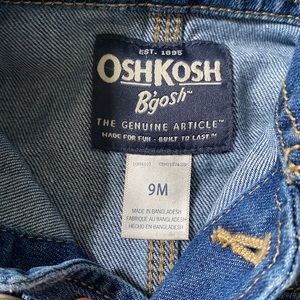 EST. 1895
OSHKOSH
B'gosh™
THE GENUINE ARTICLE™
MADE FOR FUN · BUILT TO LAST™
9M
MADE IN BANGLADESH
FABRIQUÉ AU BANGLADESH
HECHO EN BANGLADESH